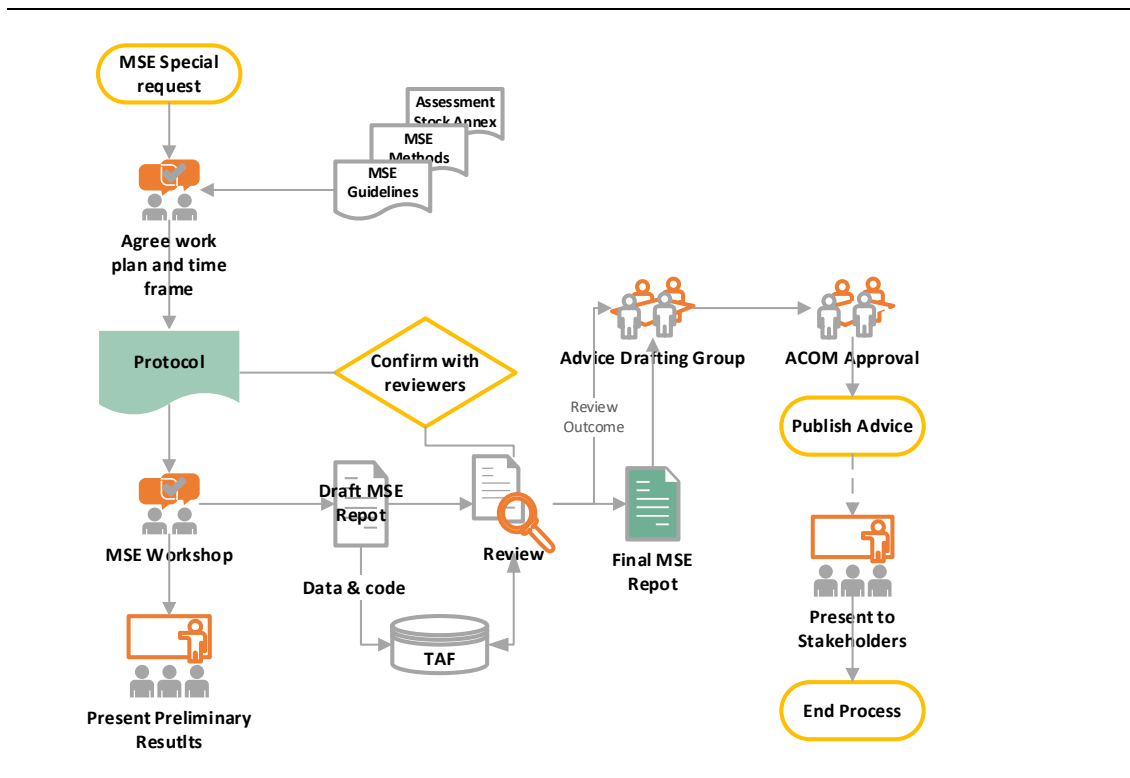 MSE Special
request
Assessment
Stock Annex
MSE
Methods
MSE
Guidelines
Agree work
plan and time
frame
Protocol
Confirm with
reviewers
Advice Drafting Group
ACOM Approval
Review
Outcome
Publish Advice
Draft MSE
Repot
MSE Workshop
Review
Final MSE
Repot
Data & code
TAF
Present to
Stakeholders
Present Preliminary
Resutlts
End Process